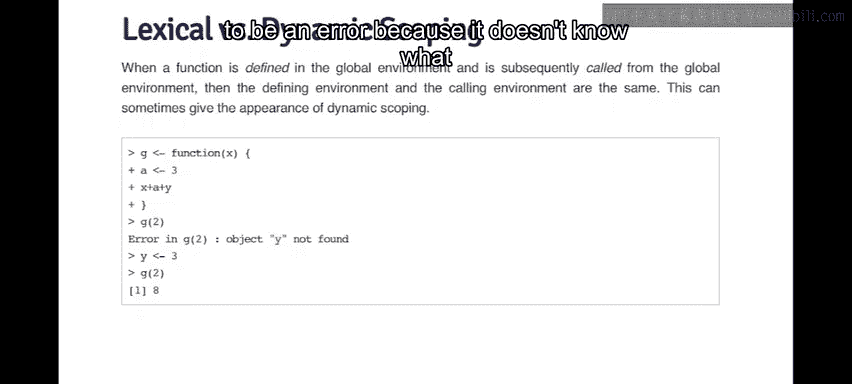 Lexical vs. Dynamic Scoping
to be an error because it doesn't know
what
When a function is defined in the global environment and is subsequently called from the global
environment, then the defining environment and the calling environment are the same. This can
sometimes give the appearance of dynamic scoping.
> g <- function(x) {
+ a <- 3
+ x+a+y
+ }
> g(2)
Error in g(2) : object "y" not found
> y <- 3
> g(2)
[1] 8